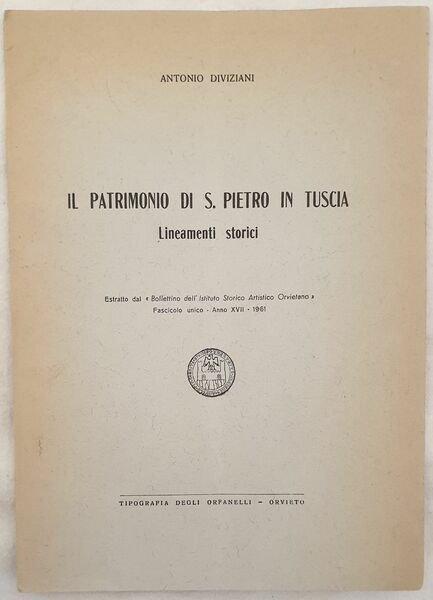 ANTONIO DIVIZIANI
IL PATRIMONIO DI S. PIETRO IN TUSCIA
Lineamenti storici
Estratto dal « Bollettino dell' Istituto Storico Artistico Orvietano »
Fascicolo unico - Anno XVII - 1961
TIPOGRAFIA DEGLI ORFANELLI – ORVIETO